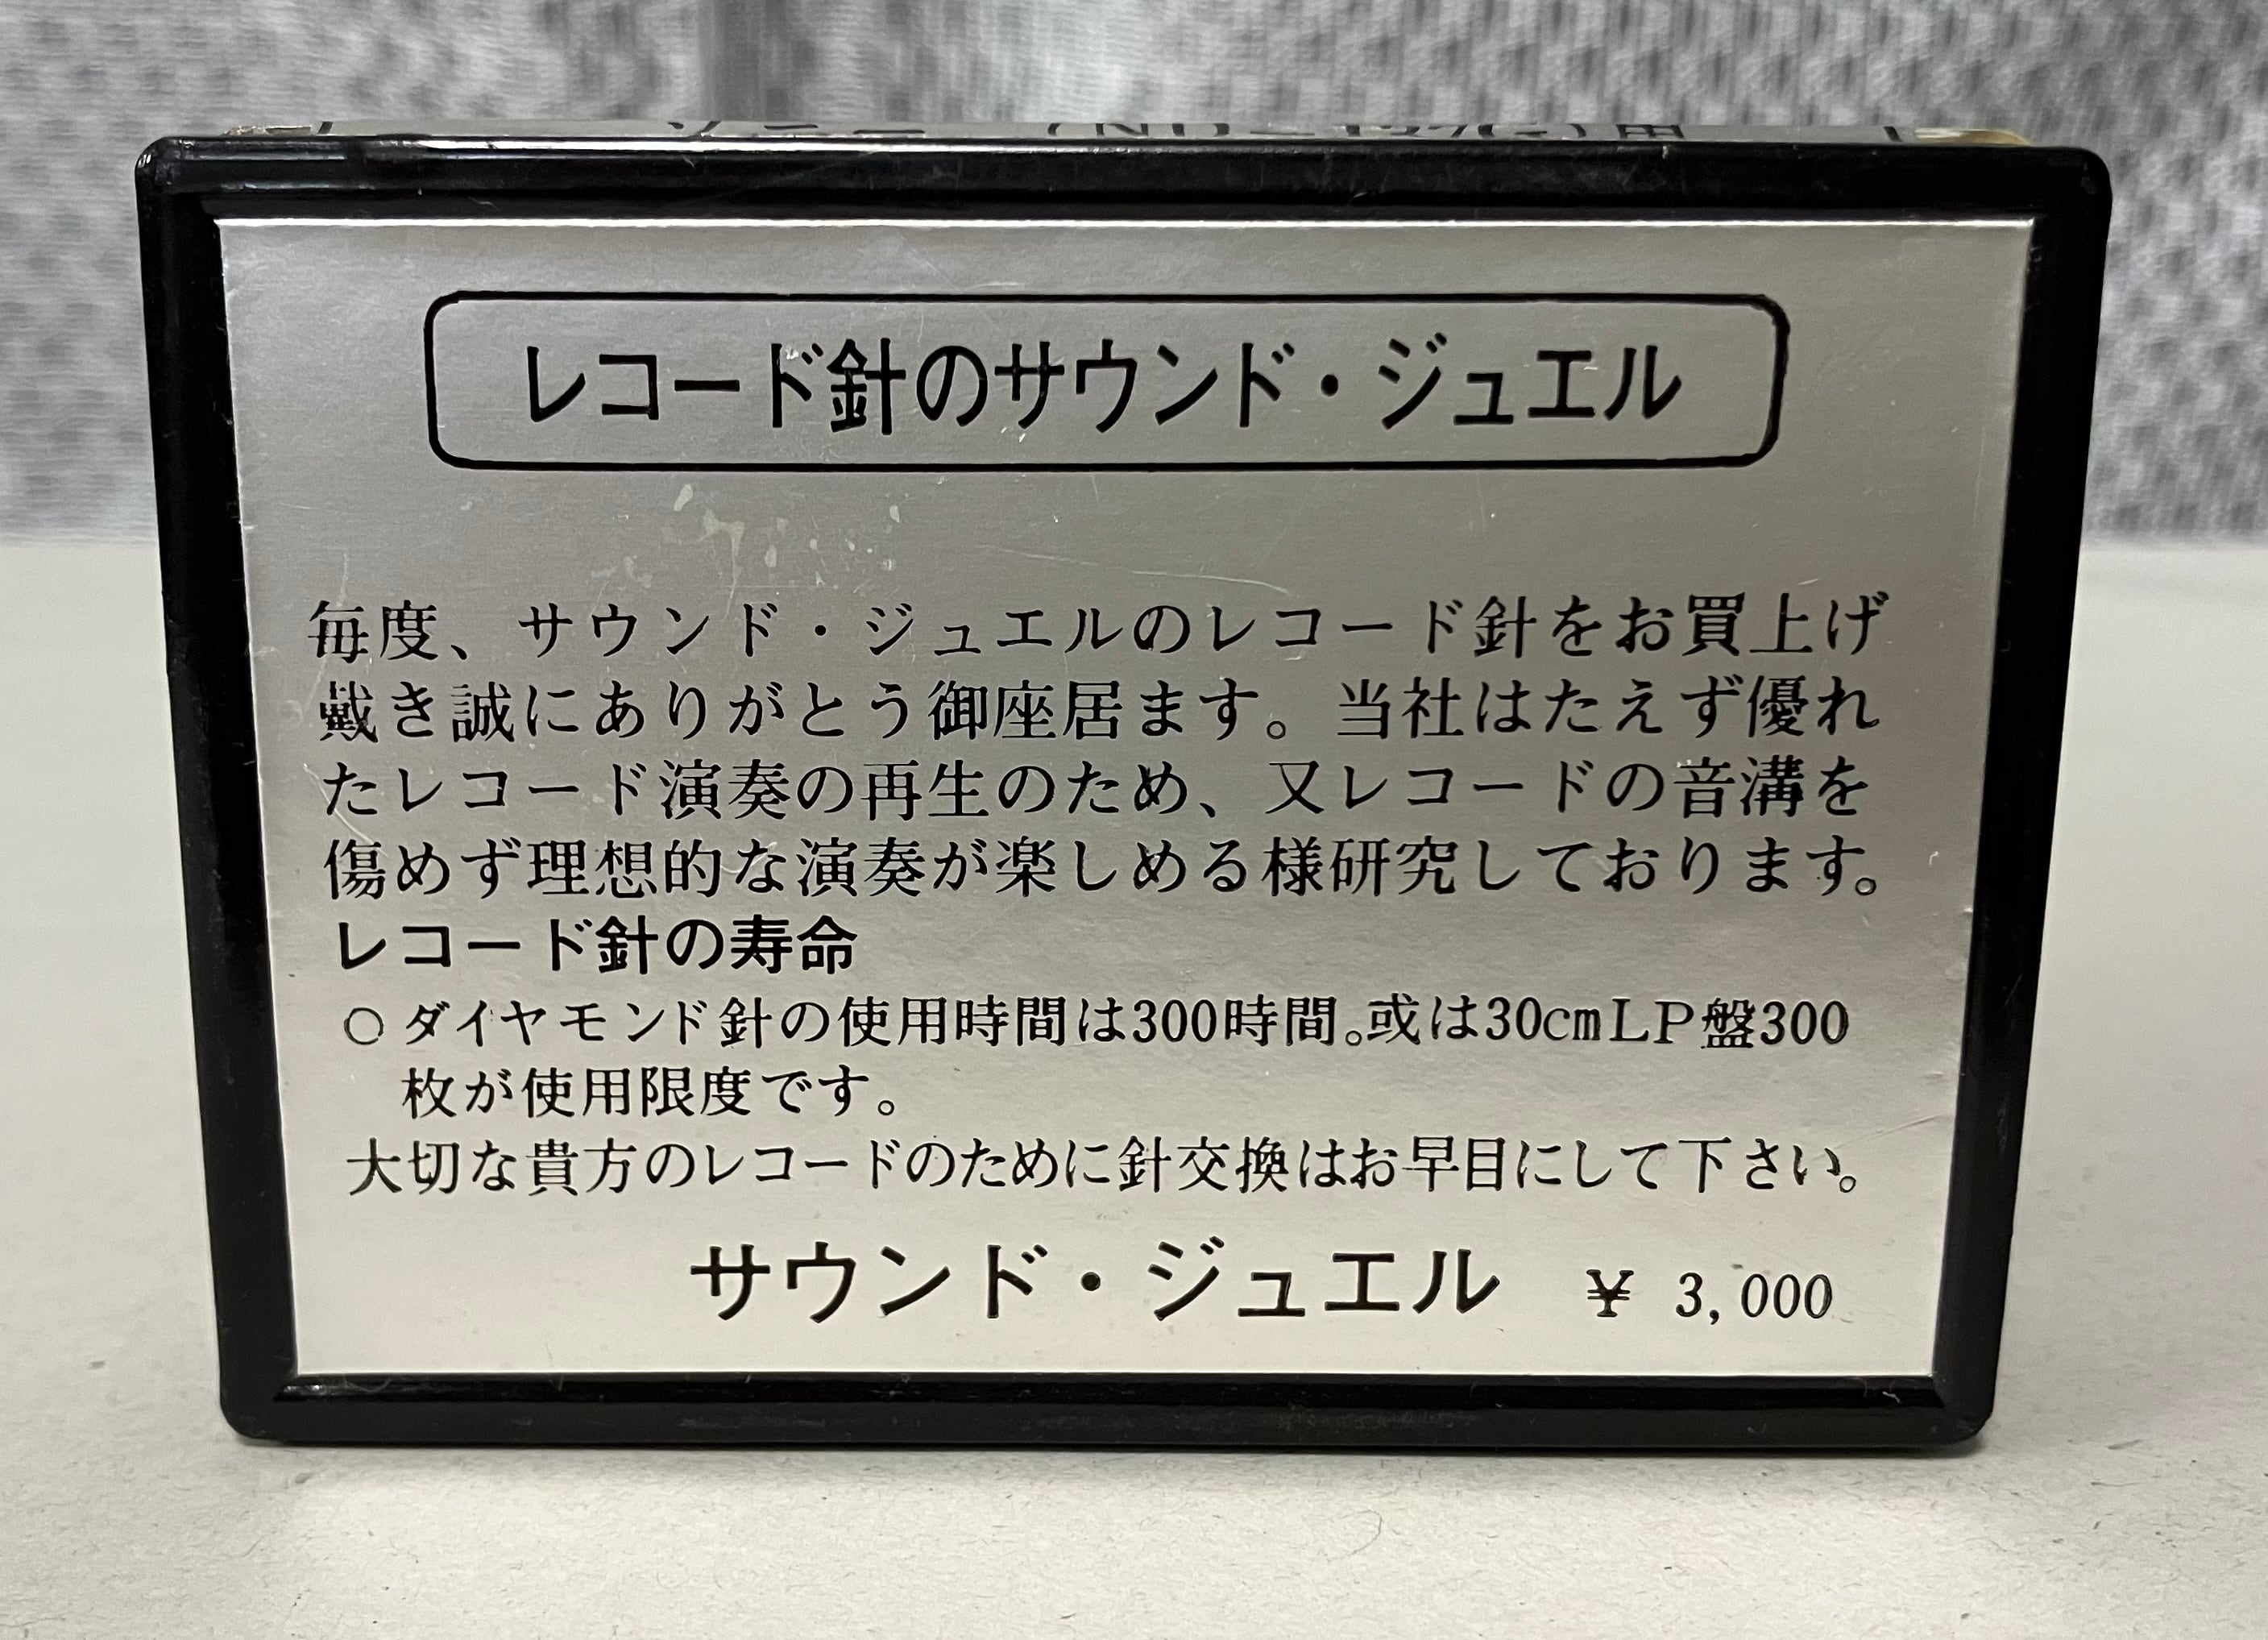 レコード針のサウンド・ジュエル
毎度、サウンド・ジュエルのレコード針をお買上げ
戴き誠にありがとう御座居ます。当社はたえず優れ
たレコード演奏の再生のため、又レコードの音溝を
傷めず理想的な演奏が楽しめる様研究しております。
レコード針の寿命
○ダイヤモンド針の使用時間は300時間。或は30cmLP盤300
枚が使用限度です。
大切な貴方のレコードのために針交換はお早目にして下さい。
サウンド・ジュエル ¥ 3,000